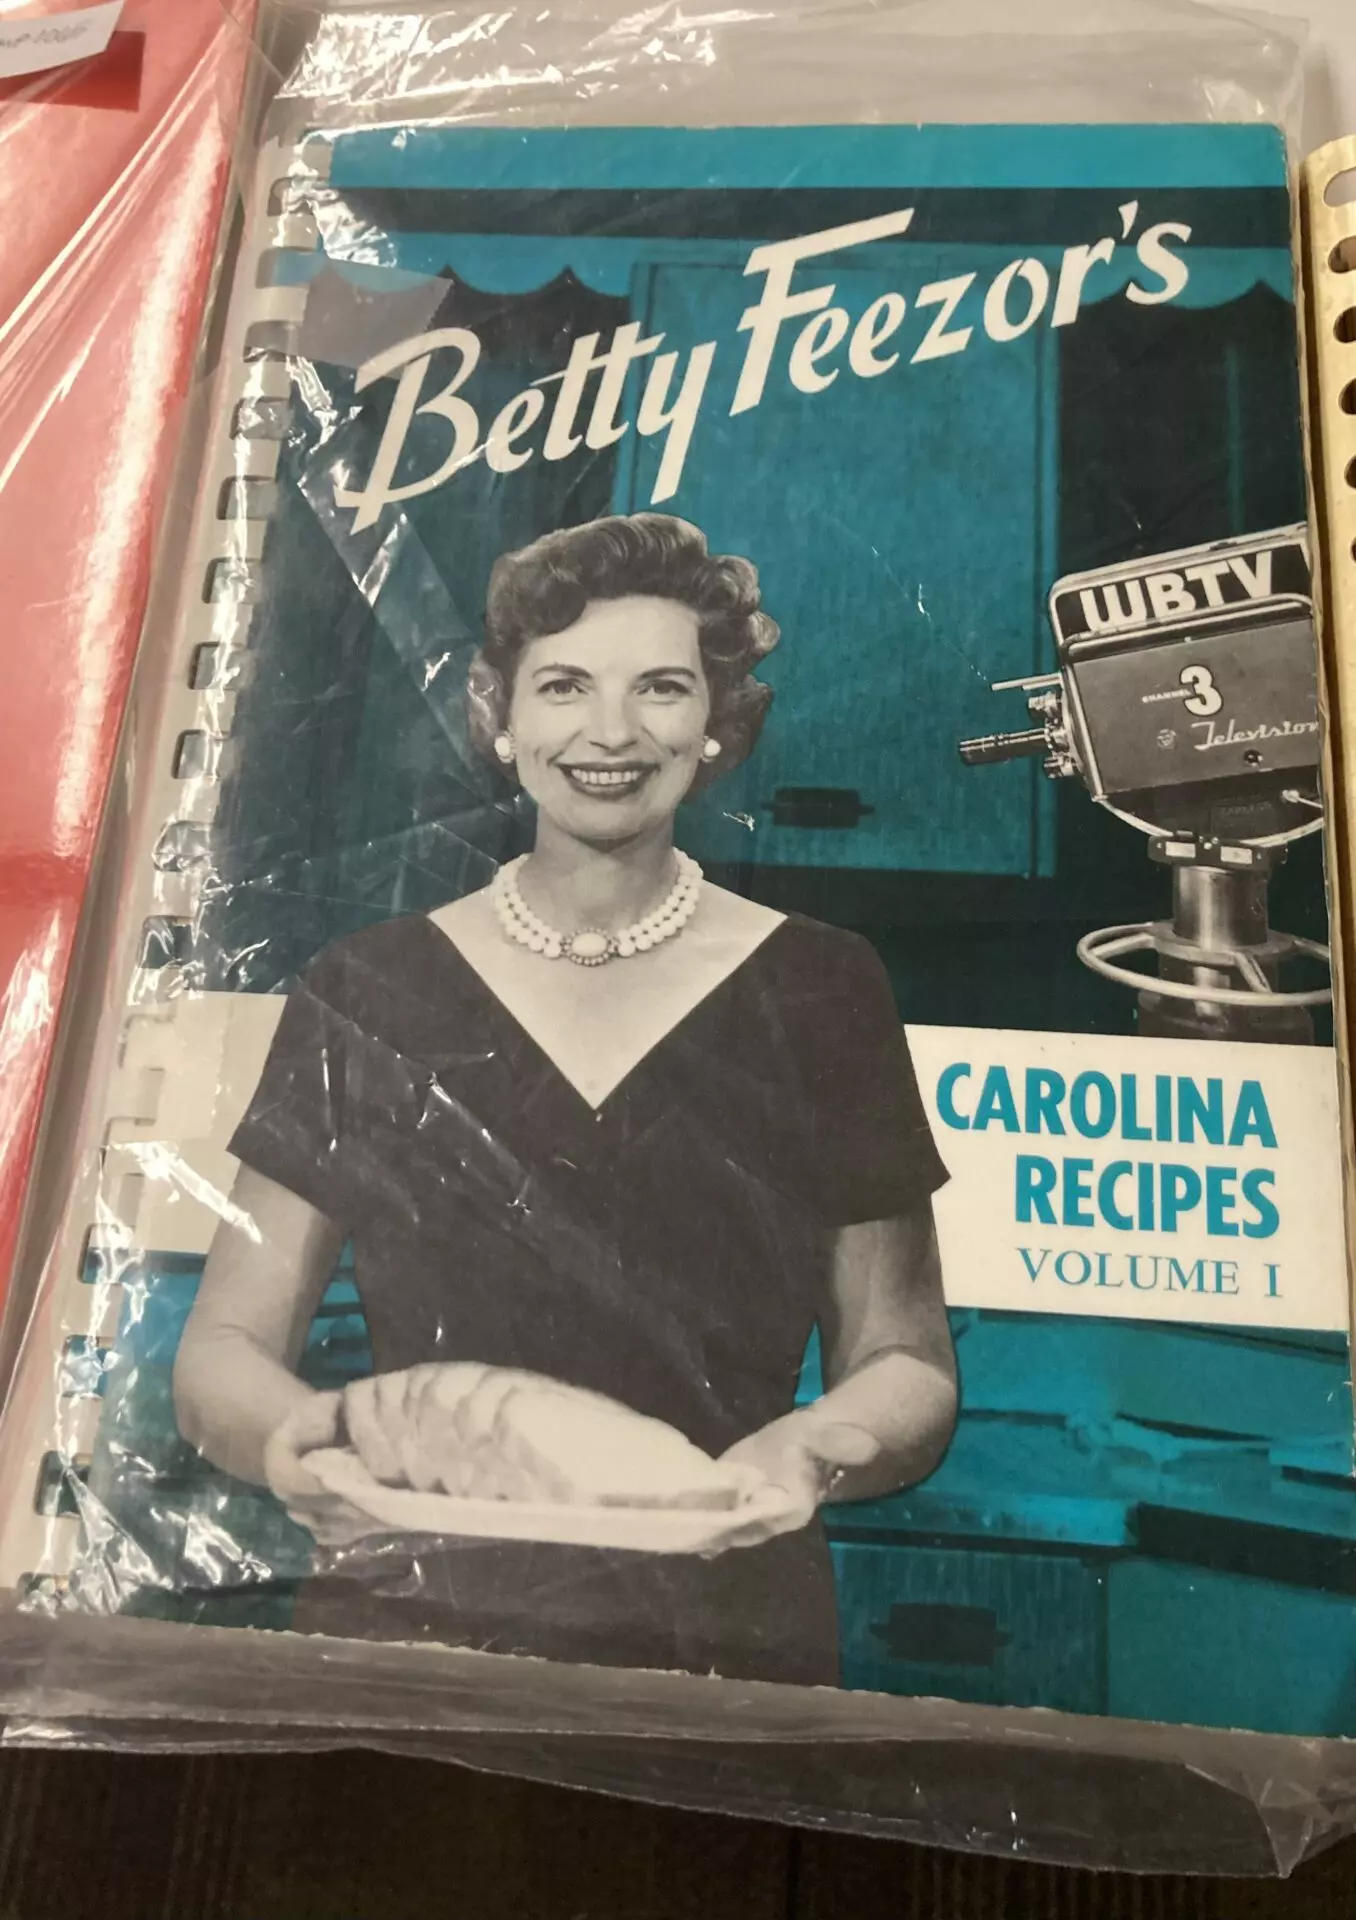 Betty Feezor's
WBTV
CHANNEL 3
Television
CAROLINA
RECIPES
VOLUME I